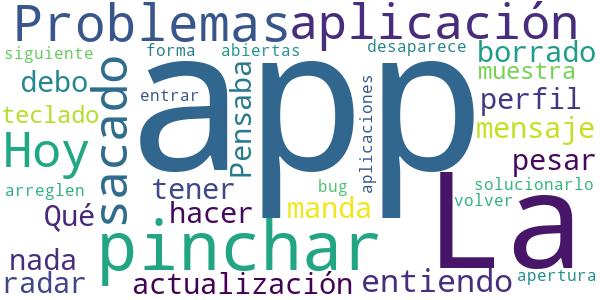 Problemas aplicación
siguiente forma abiertas desaparece borrado
debo app muestra
sacado Pensaba entrar aplicaciones perfil
teclado mensaje
Hoy La pesar
arreglen tener bug solucionarlo
Qué hacer manda volver
pinchar
nada entiendo apertura
radar actualización